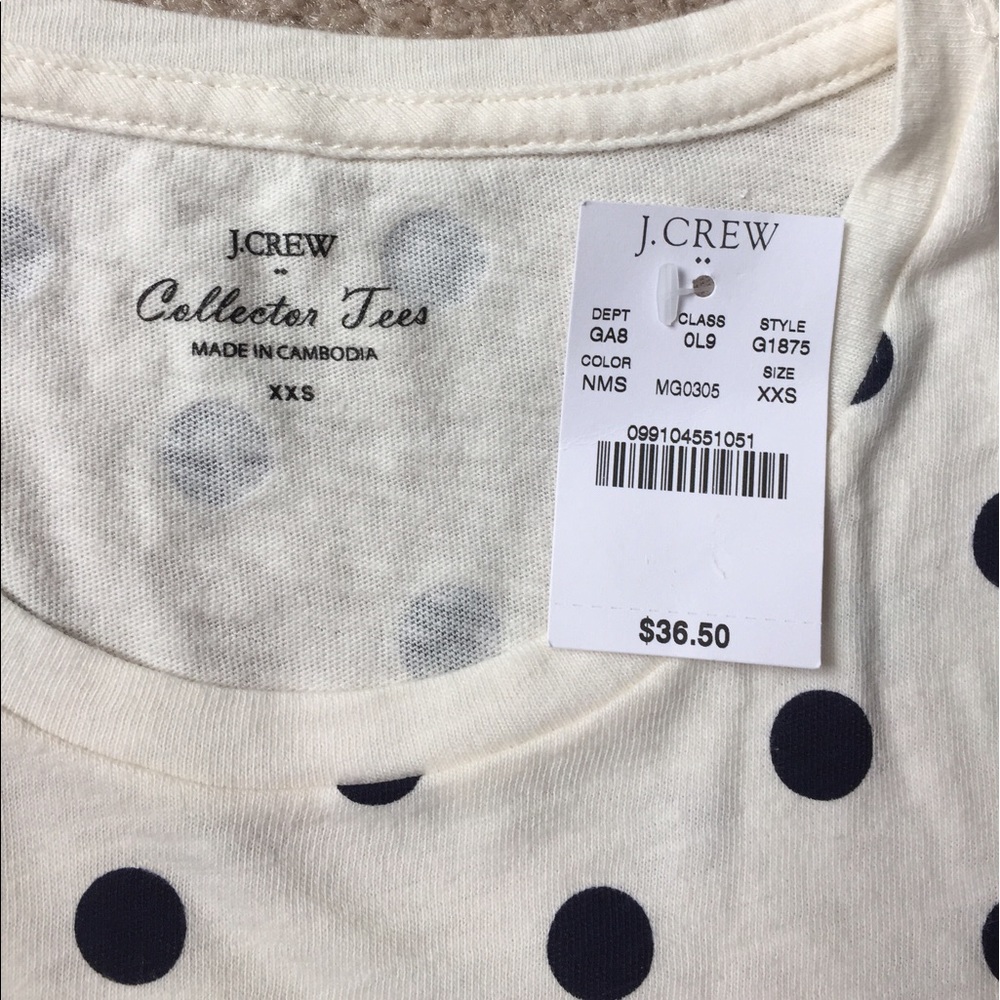 J.CREW
Collector Tees
MADE IN CAMBODIA
XXS
J.CREW
DEPT CLASS STYLE
GA8 0L9 G1875
COLOR SIZE
NMS MG0305 XXS
099104551051
$36.50